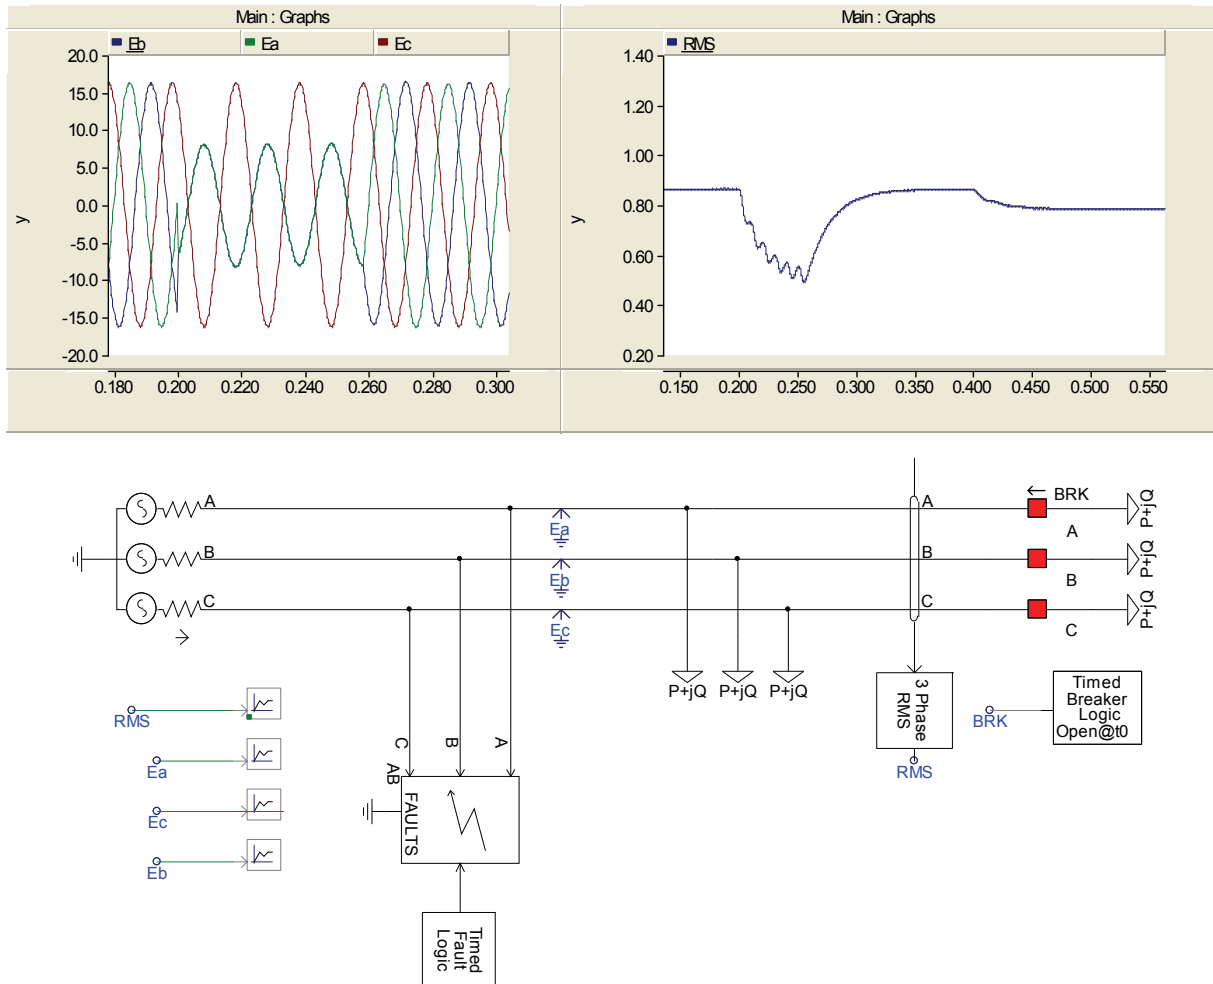 Main : Graphs
Eb Ea Ec
20.0
15.0
10.0
5.0
0.0
-5.0
-10.0
-15.0
-20.0
y
0.180 0.200 0.220 0.240 0.260 0.280 0.300
Main : Graphs
RMS
1.40
1.20
1.00
0.80
0.60
0.40
0.20
y
0.150 0.200 0.250 0.300 0.350 0.400 0.450 0.500 0.550
A
B
C
Ea
Eb
Ec
P+jQ
P+jQ
P+jQ
A
B
C
BRK
A
B
C
P+jQ
P+jQ
P+jQ
3 Phase
RMS
RMS
BRK
Timed
Breaker
Logic
Open@t0
RMS
Ea
Ec
Eb
C
B
A
AB
FAULTS
Timed
Fault
Logic